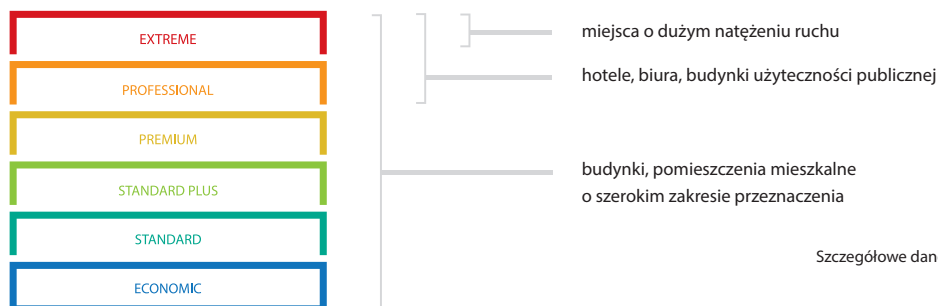 EXTREME
PROFESSIONAL
PREMIUM
STANDARD PLUS
STANDARD
ECONOMIC
miejsca o dużym natężeniu ruchu
hotele, biura, budynki użyteczności publicznej
budynki, pomieszczenia mieszkalne
o szerokim zakresie przeznaczenia
Szczegółowe dan